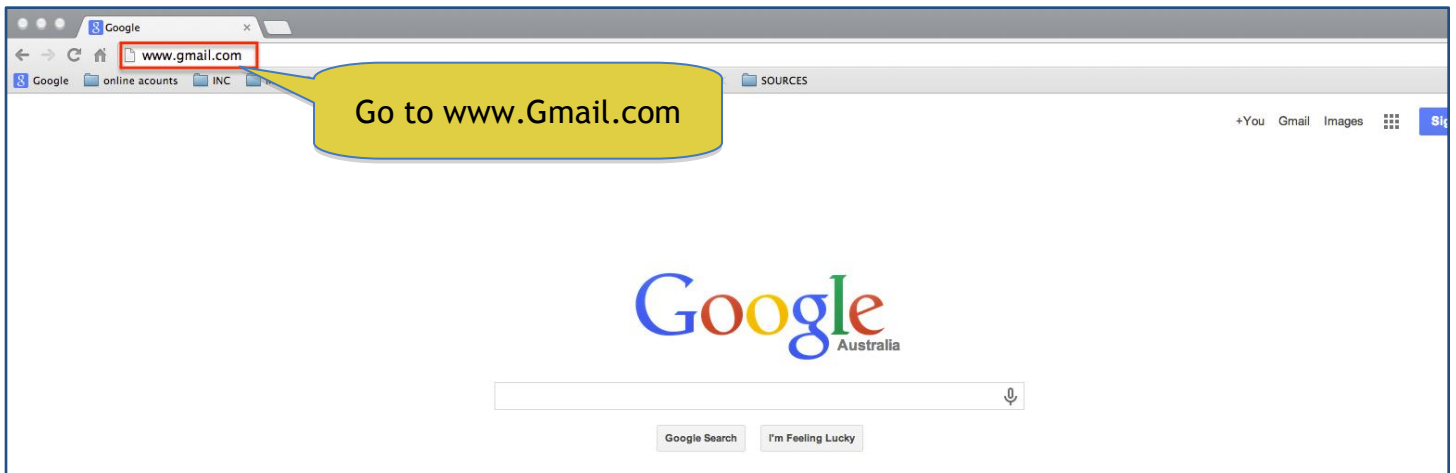 Google
www.gmail.com
Google online acounts INC SOURCES
Go to www.Gmail.com
+You Gmail Images
Google
Australia
Google Search I'm Feeling Lucky